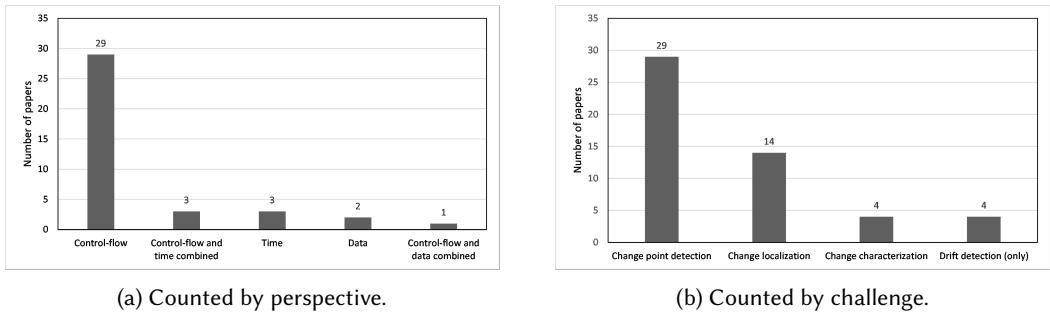 35
30
25
20
15
10
5
0
Number of papers
29
3
3
2
1
Control-flow
Control-flow and
time combined
Time
Data
Control-flow and
data combined
(a) Counted by perspective.
35
30
25
20
15
10
5
0
Number of papers
29
14
4
4
Change point detection
Change localization
Change characterization
Drift detection (only)
(b) Counted by challenge.